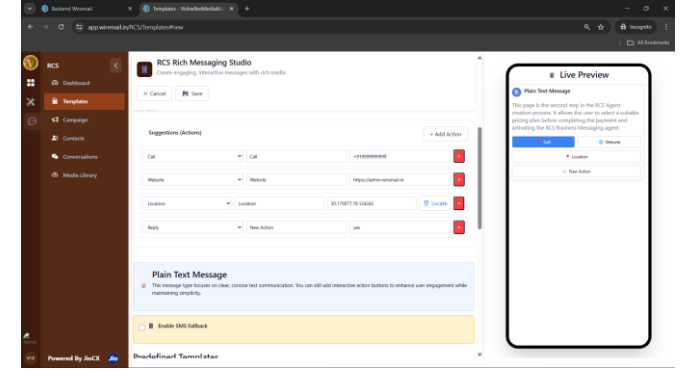 Backend Wiremail
Templates - VishwNetMedia
app.wiremail.in/RCS/Templates#new
Incognito
All Bookmarks
RCS
Dashboard
Templates
Campaign
Contacts
Conversations
Media Library
Admin
V1.0
Powered By JioCX
Jio
RCS Rich Messaging Studio
Create engaging, interactive messages with rich media
× Cancel
Save
Suggestions (Actions)
+ Add Action
Call
Call
+919999999999
Website
Website
https://admin.wiremail.in
Location
Location
Locate
Reply
New Action
yes
Plain Text Message
This message type focuses on clear, concise text communication. You can still add interactive action buttons to enhance user engagement while
maintaining simplicity.
Enable SMS Fallback
Predefined Templates
Live Preview
Plain Text Message
This page is the second step in the RCS Agent
creation process. It allows the user to select a suitable
pricing plan before completing the payment and
activating the RCS Business Messaging agent.
Call
Website
Location
New Action